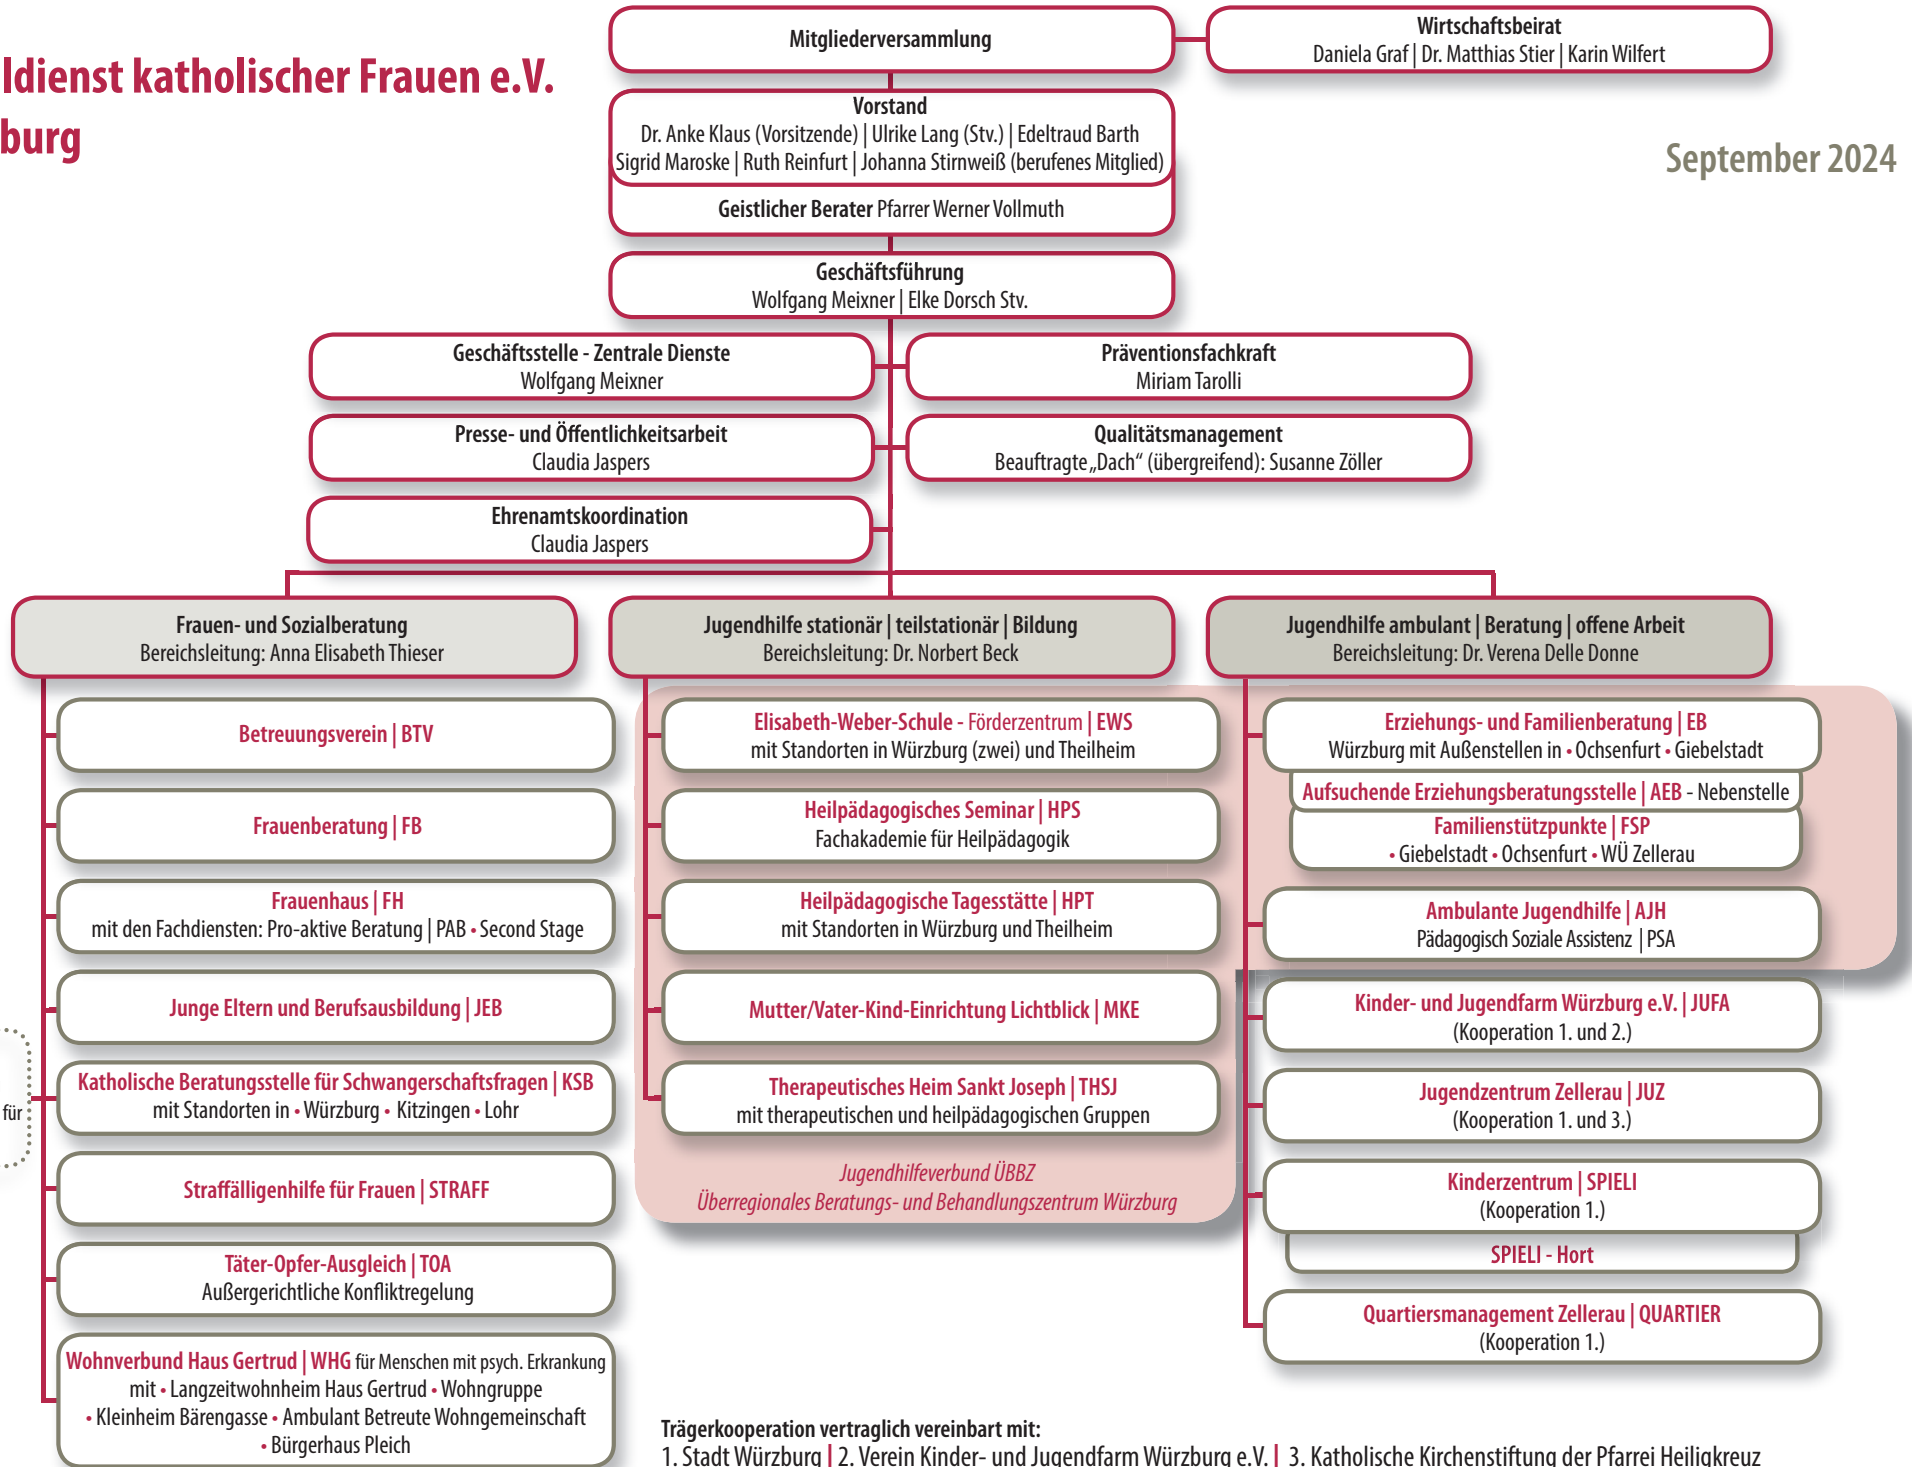 ldienst katholischer Frauen e.V.
burg
September 2024
Mitgliederversammlung
Wirtschaftsbeirat
Daniela Graf | Dr. Matthias Stier | Karin Wilfert
Vorstand
Dr. Anke Klaus (Vorsitzende) | Ulrike Lang (Stv.) | Edeltraud Barth
Sigrid Maroske | Ruth Reinfurt | Johanna Stirnweiß (berufenes Mitglied)
Geistlicher Berater Pfarrer Werner Vollmuth
Geschäftsführung
Wolfgang Meixner | Elke Dorsch Stv.
Geschäftsstelle - Zentrale Dienste
Wolfgang Meixner
Präventionsfachkraft
Miriam Tarolli
Presse- und Öffentlichkeitsarbeit
Claudia Jaspers
Qualitätsmanagement
Beauftragte „Dach“ (übergreifend): Susanne Zöller
Ehrenamtskoordination
Claudia Jaspers
Frauen- und Sozialberatung
Bereichsleitung: Anna Elisabeth Thieser
Betreuungsverein | BTV
Frauenberatung | FB
Frauenhaus | FH
mit den Fachdiensten: Pro-aktive Beratung | PAB • Second Stage
Junge Eltern und Berufsausbildung | JEB
für
Katholische Beratungsstelle für Schwangerschaftsfragen | KSB
mit Standorten in • Würzburg • Kitzingen • Lohr
Straffälligenhilfe für Frauen | STRAFF
Täter-Opfer-Ausgleich | TOA
Außergerichtliche Konfliktregelung
Wohnverbund Haus Gertrud | WHG für Menschen mit psych. Erkrankung
mit • Langzeitwohnheim Haus Gertrud • Wohngruppe
• Kleinheim Bärengasse • Ambulant Betreute Wohngemeinschaft
• Bürgerhaus Pleich
Jugendhilfe stationär | teilstationär | Bildung
Bereichsleitung: Dr. Norbert Beck
Elisabeth-Weber-Schule - Förderzentrum | EWS
mit Standorten in Würzburg (zwei) und Theilheim
Heilpädagogisches Seminar | HPS
Fachakademie für Heilpädagogik
Heilpädagogische Tagesstätte | HPT
mit Standorten in Würzburg und Theilheim
Mutter/Vater-Kind-Einrichtung Lichtblick | MKE
Therapeutisches Heim Sankt Joseph | THSJ
mit therapeutischen und heilpädagogischen Gruppen
Jugendhilfeverbund ÜBBZ
Überregionales Beratungs- und Behandlungszentrum Würzburg
Jugendhilfe ambulant | Beratung | offene Arbeit
Bereichsleitung: Dr. Verena Delle Donne
Erziehungs- und Familienberatung | EB
Würzburg mit Außenstellen in • Ochsenfurt • Giebelstadt
Aufsuchende Erziehungsberatungsstelle | AEB - Nebenstelle
Familienstützpunkte | FSP
• Giebelstadt • Ochsenfurt • WÜ Zellerau
Ambulante Jugendhilfe | AJH
Pädagogisch Soziale Assistenz | PSA
Kinder- und Jugendfarm Würzburg e.V. | JUFA
(Kooperation 1. und 2.)
Jugendzentrum Zellerau | JUZ
(Kooperation 1. und 3.)
Kinderzentrum | SPIELI
(Kooperation 1.)
SPIELI - Hort
Quartiersmanagement Zellerau | QUARTIER
(Kooperation 1.)
Trägerkooperation vertraglich vereinbart mit:
1. Stadt Würzburg | 2. Verein Kinder- und Jugendfarm Würzburg e.V. | 3. Katholische Kirchenstiftung der Pfarrei Heiligkreuz